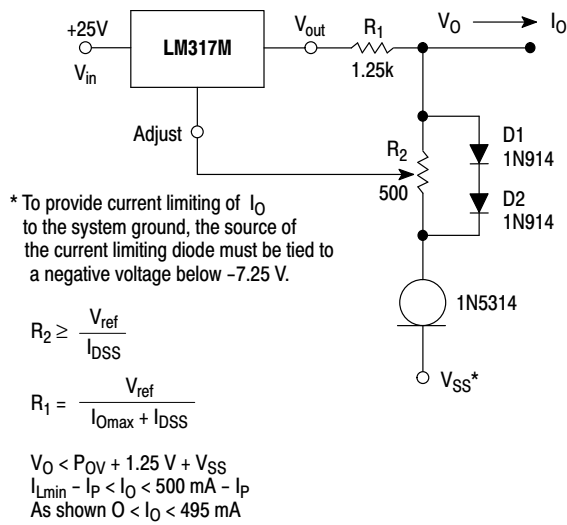 +25V
V_in
LM317M
V_out
R_1
1.25k
V_O
I_O
Adjust
R_2
500
D1
1N914
D2
1N914
* To provide current limiting of I_O
to the system ground, the source of
the current limiting diode must be tied to
a negative voltage below –7.25 V.
1N5314
V_SS*
R_2 ≥ V_ref / I_DSS
R_1 = V_ref / I_Omax + I_DSS
V_O < P_OV + 1.25 V + V_SS
I_Lmin – I_P < I_O < 500 mA – I_P
As shown O < I_O < 495 mA